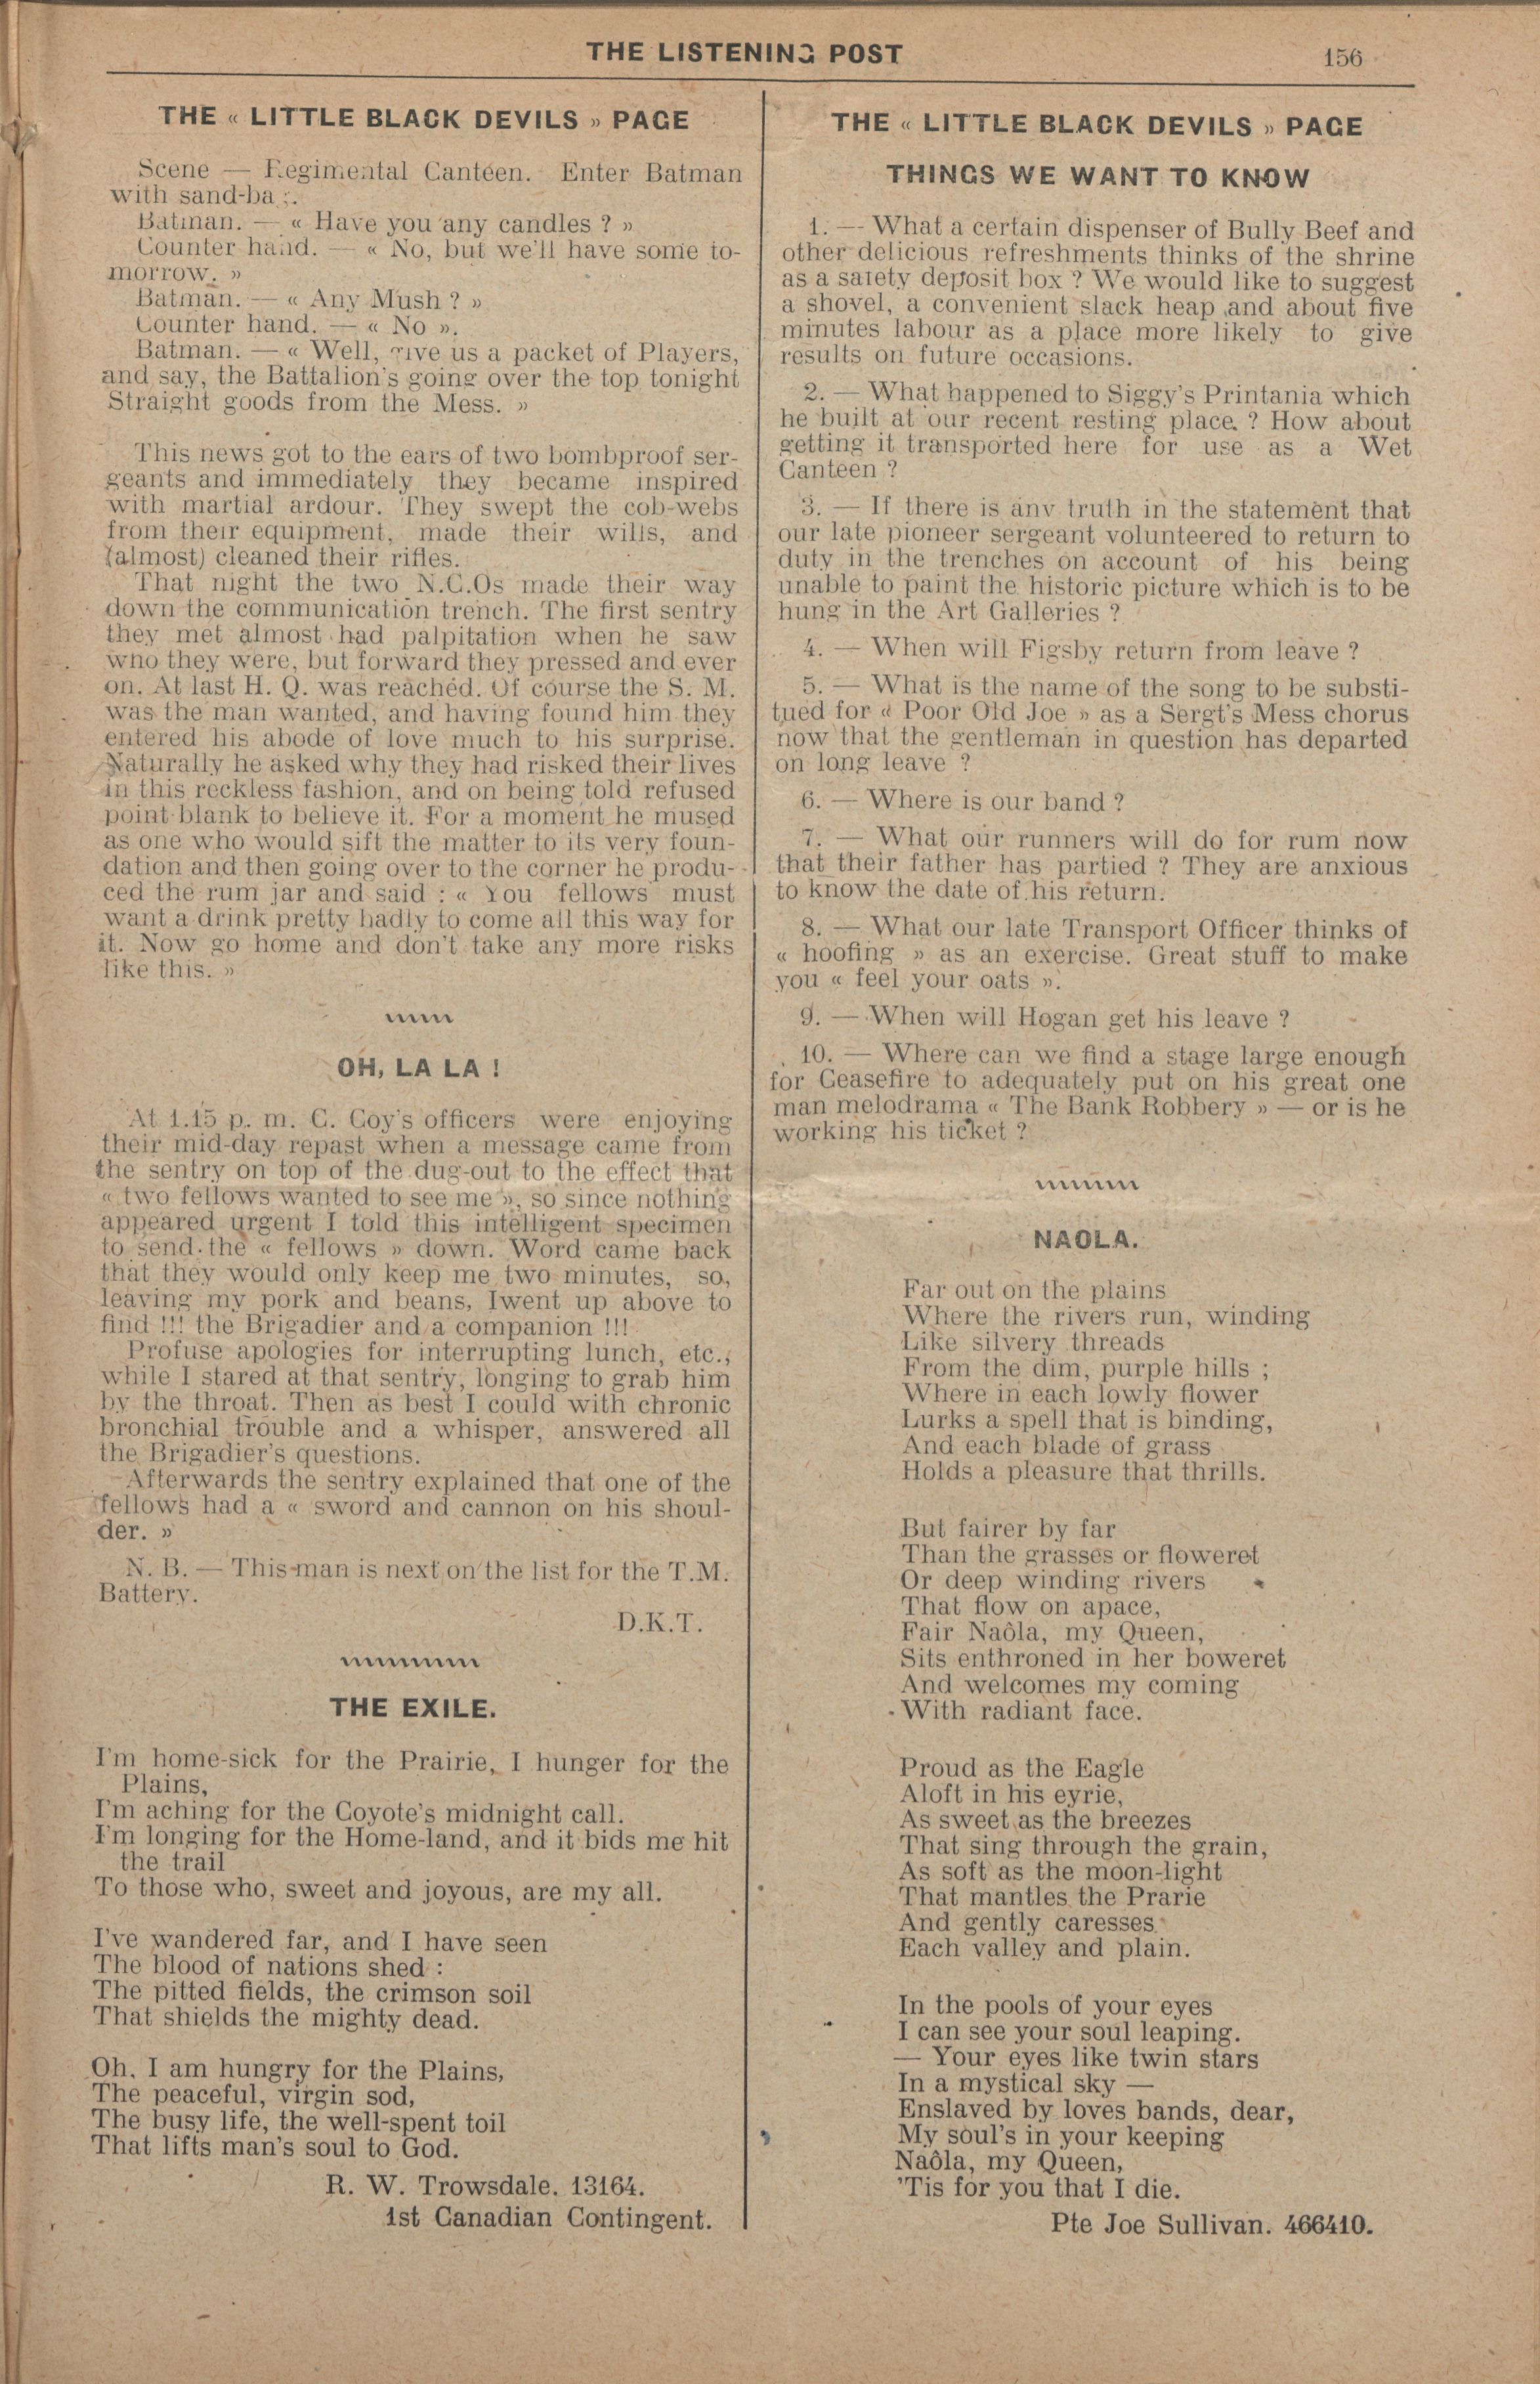 THE LISTENING POST
156
THE « LITTLE BLACK DEVILS » PAGE
Scene — Regimental Canteen. Enter Batman
with sand-ba
Batman. — « Have you any candles ? »
Counter hand. — « No, but we'll have some to-
morrow. »
Batman. — « Any Mush ? »
Counter hand. — « No ».
Batman. — « Well, give us a packet of Players,
and say, the Battalion's going over the top tonight
Straight goods from the Mess. »
This news got to the ears of two bombproof ser-
geants and immediately they became inspired
with martial ardour. They swept the cob-webs
from their equipment, made their wills, and
(almost) cleaned their rifles.
That night the two N.C.Os made their way
down the communication trench. The first sentry
they met almost had palpitation when he saw
who they were, but forward they pressed and ever
on. At last H. Q. was reached. Of course the S. M.
was the man wanted, and having found him they
entered his abode of love much to his surprise.
Naturally he asked why they had risked their lives
in this reckless fashion, and on being told refused
point blank to believe it. For a moment he mused
as one who would sift the matter to its very foun-
dation and then going over to the corner he produ-
ced the rum jar and said : « You fellows must
want a drink pretty badly to come all this way for
it. Now go home and don't take any more risks
like this. »
OH, LA LA !
At 1.15 p. m. C. Coy's officers were enjoying
their mid-day repast when a message came from
the sentry on top of the dug-out to the effect that
« two fellows wanted to see me », so since nothing
appeared urgent I told this intelligent specimen
to send the « fellows » down. Word came back
that they would only keep me two minutes, so,
leaving my pork and beans, Iwent up above to
find !!! the Brigadier and a companion !!!
Profuse apologies for interrupting lunch, etc.,
while I stared at that sentry, longing to grab him
by the throat. Then as best I could with chronic
bronchial trouble and a whisper, answered all
the Brigadier's questions.
Afterwards the sentry explained that one of the
fellows had a « sword and cannon on his shoul-
der. »
N. B. — This man is next on the list for the T.M.
Battery.
D.K.T.
THE EXILE.
I'm home-sick for the Prairie, I hunger for the
Plains,
I'm aching for the Coyote's midnight call.
I'm longing for the Home-land, and it bids me hit
the trail
To those who, sweet and joyous, are my all.
I've wandered far, and I have seen
The blood of nations shed :
The pitted fields, the crimson soil
That shields the mighty dead.
Oh, I am hungry for the Plains,
The peaceful, virgin sod,
The busy life, the well-spent toil
That lifts man's soul to God.
R. W. Trowsdale. 13164.
1st Canadian Contingent.
THE « LITTLE BLACK DEVILS » PAGE
THINGS WE WANT TO KNOW
1. — What a certain dispenser of Bully Beef and
other delicious refreshments thinks of the shrine
as a safety deposit box ? We would like to suggest
a shovel, a convenient slack heap and about five
minutes labour as a place more likely to give
results on future occasions.
2. — What happened to Siggy's Printania which
he built at our recent resting place. ? How about
getting it transported here for use as a Wet
Canteen ?
3. — If there is any truth in the statement that
our late pioneer sergeant volunteered to return to
duty in the trenches on account of his being
unable to paint the historic picture which is to be
hung in the Art Galleries ?
4. — When will Figsby return from leave ?
5. — What is the name of the song to be substi-
tued for « Poor Old Joe » as a Sergt's Mess chorus
now that the gentleman in question has departed
on long leave ?
6. — Where is our band ?
7. — What our runners will do for rum now
that their father has partied ? They are anxious
to know the date of his return.
8. — What our late Transport Officer thinks of
« hoofing » as an exercise. Great stuff to make
you « feel your oats ».
9. — When will Hogan get his leave ?
10. — Where can we find a stage large enough
for Ceasefire to adequately put on his great one
man melodrama « The Bank Robbery » — or is he
working his ticket ?
NAOLA.
Far out on the plains
Where the rivers run, winding
Like silvery threads
From the dim, purple hills ;
Where in each lowly flower
Lurks a spell that is binding,
And each blade of grass
Holds a pleasure that thrills.
But fairer by far
Than the grasses or floweret
Or deep winding rivers
That flow on apace,
Fair Naôla, my Queen,
Sits enthroned in her boweret
And welcomes my coming
With radiant face.
Proud as the Eagle
Aloft in his eyrie,
As sweet as the breezes
That sing through the grain,
As soft as the moon-light
That mantles the Prarie
And gently caresses
Each valley and plain.
In the pools of your eyes
I can see your soul leaping.
— Your eyes like twin stars
In a mystical sky —
Enslaved by loves bands, dear,
My soul's in your keeping
Naôla, my Queen,
'Tis for you that I die.
Pte Joe Sullivan. 466410.